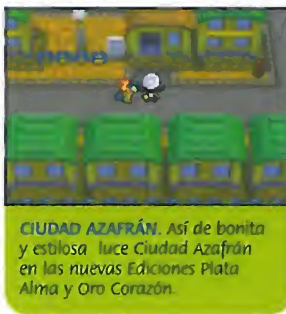 CIUDAD AZAFRÁN. Así de bonita
y estilosa luce Ciudad Azafrán
en las nuevas Ediciones Plata
Alma y Oro Corazón.